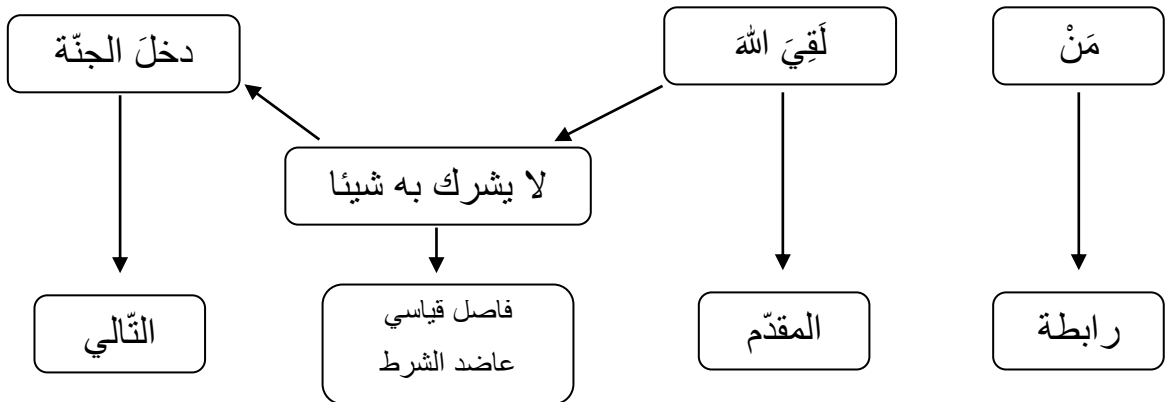 مَنْ
لَقِيَ اللهَ
دخلَ الجنّة
لا يشرك به شيئا
رابطة
المقدّم
فاصل قياسي
عاضد الشرط
التّالي